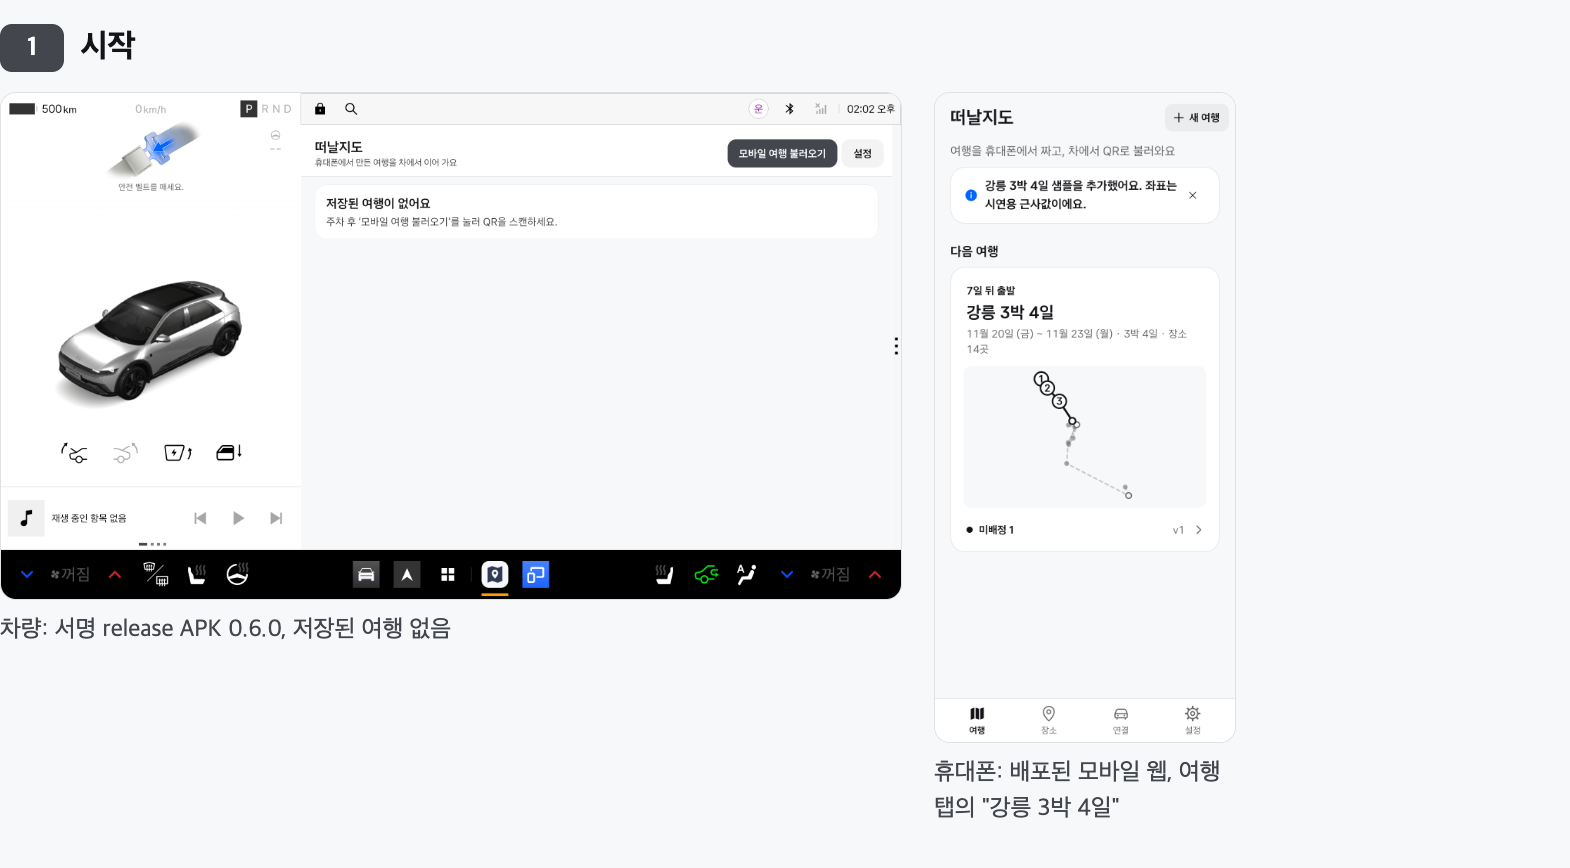 1 시작
500 km 0 km/h P R N D
--
안전 벨트를 매세요.
재생 중인 항목 없음
운 02:02 오후
떠날지도
휴대폰에서 만든 여행을 차에서 이어 가요
모바일 여행 불러오기 설정
저장된 여행이 없어요
주차 후 '모바일 여행 불러오기'를 눌러 QR을 스캔하세요.
꺼짐 A 꺼짐
차량: 서명 release APK 0.6.0, 저장된 여행 없음
떠날지도 + 새 여행
여행을 휴대폰에서 짜고, 차에서 QR로 불러와요
강릉 3박 4일 샘플을 추가했어요. 좌표는
시연용 근사값이에요.
다음 여행
7일 뒤 출발
강릉 3박 4일
11월 20일 (금) ~ 11월 23일 (월) · 3박 4일 · 장소
14곳
1
2
3
미배정 1 v1
여행 장소 연결 설정
휴대폰: 배포된 모바일 웹, 여행
탭의 "강릉 3박 4일"